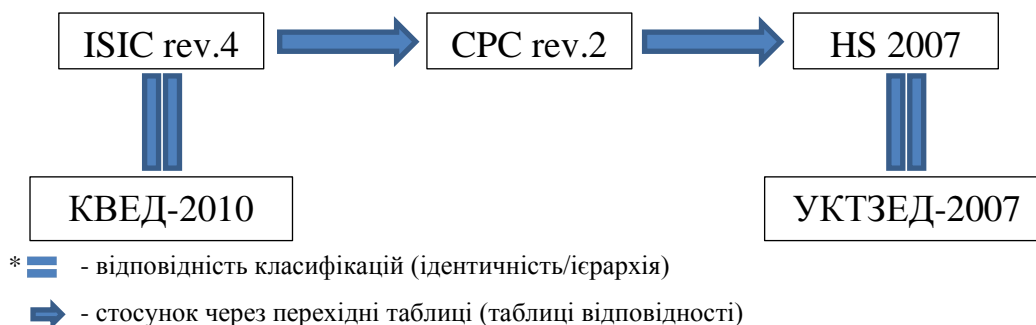 ISIC rev.4 CPC rev.2 HS 2007
КВЕД-2010 УКТЗЕД-2007
* - відповідність класифікацій (ідентичність/ієрархія)
- стосунок через перехідні таблиці (таблиці відповідності)